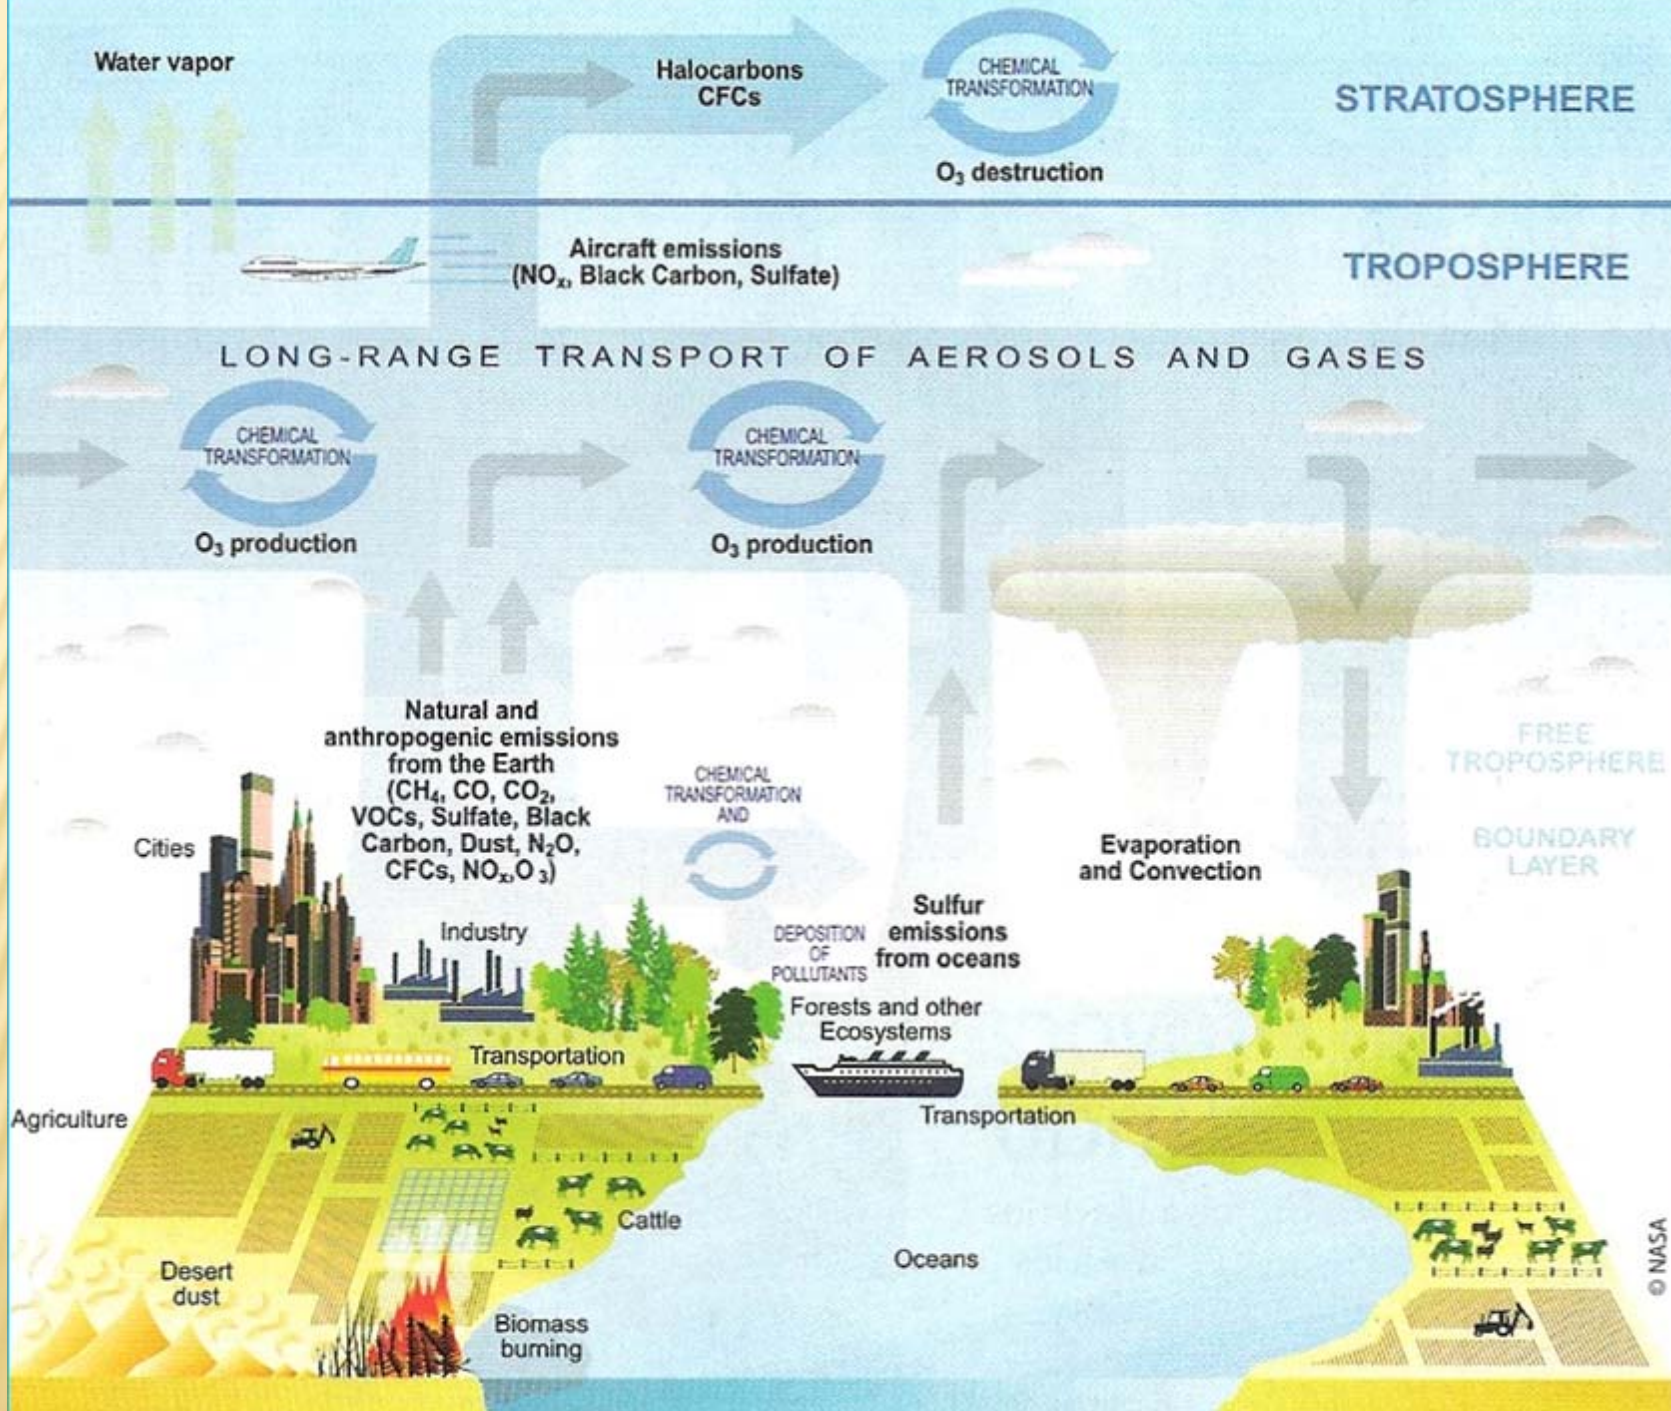 Water vapor
Halocarbons
CFCs
CHEMICAL
TRANSFORMATION
O₃ destruction
STRATOSPHERE
Aircraft emissions
(NOₓ, Black Carbon, Sulfate)
TROPOSPHERE
LONG-RANGE TRANSPORT OF AEROSOLS AND GASES
CHEMICAL
TRANSFORMATION
O₃ production
CHEMICAL
TRANSFORMATION
O₃ production
Natural and
anthropogenic emissions
from the Earth
(CH₄, CO, CO₂,
VOCs, Sulfate, Black
Carbon, Dust, N₂O,
CFCs, NOₓ,O₃)
CHEMICAL
TRANSFORMATION
AND
DEPOSITION
OF
POLLUTANTS
FREE
TROPOSPHERE
BOUNDARY
LAYER
Cities
Industry
Evaporation
and Convection
Sulfur
emissions
from oceans
Forests and other
Ecosystems
Transportation
Transportation
Agriculture
Cattle
Oceans
Desert
dust
Biomass
burning
© NASA